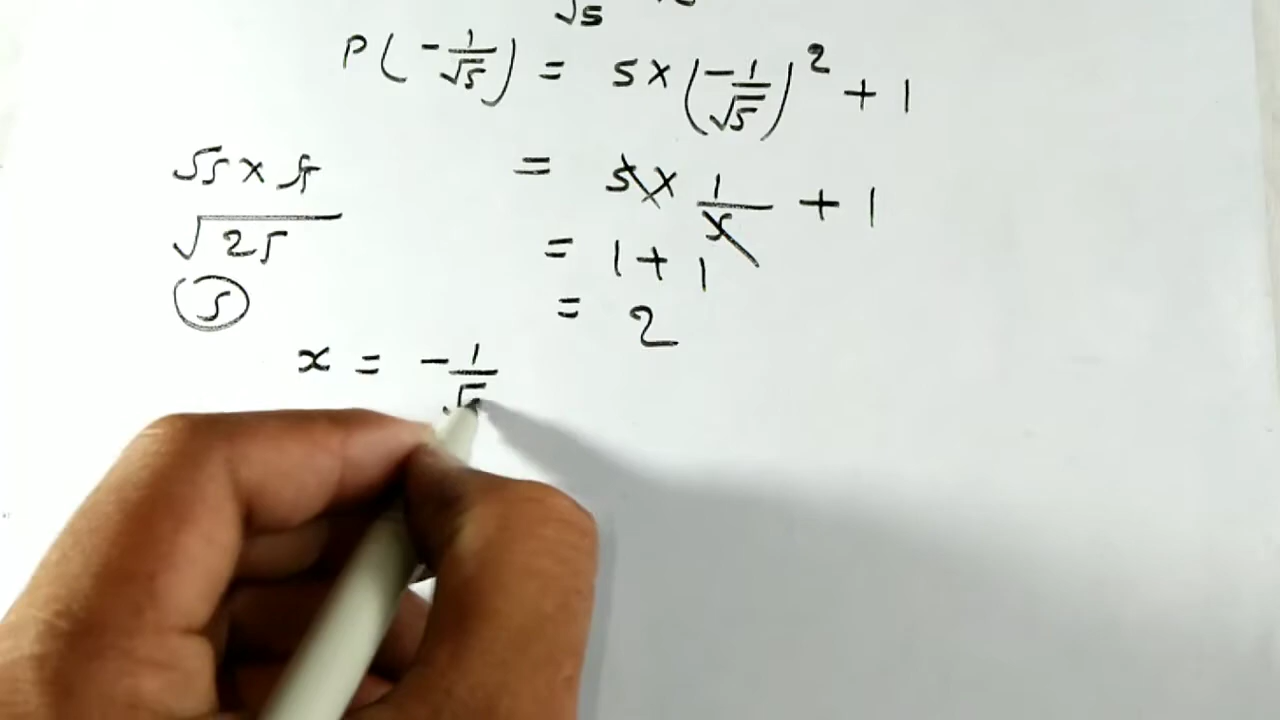 √5
P(-1/√5) = 5×(-1/√5)² + 1
√5 × √5
= 5 × 1/5 + 1
√25
= 1 + 1
5
= 2
x = -1/√5